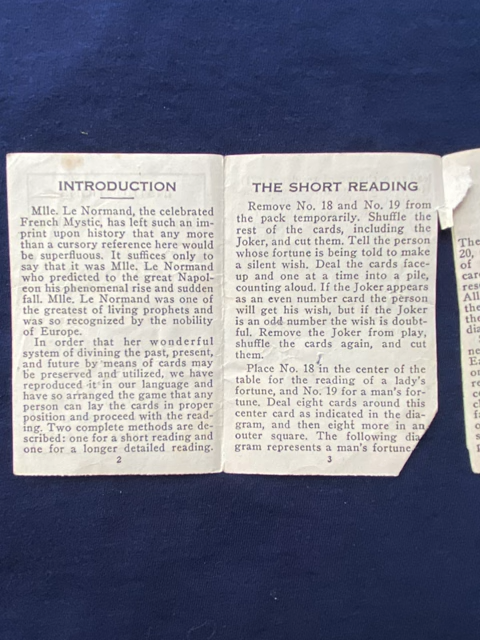 INTRODUCTION
Mlle. Le Normand, the celebrated
French Mystic, has left such an im-
print upon history that any more
than a cursory reference here would
be superfluous. It suffices only to
say that it was Mlle. Le Normand
who predicted to the great Napol-
eon his phenomenal rise and sudden
fall. Mlle. Le Normand was one of
the greatest of living prophets and
was so recognized by the nobility
of Europe.
In order that her wonderful
system of divining the past, present,
and future by means of cards may
be preserved and utilized, we have
reproduced it in our language and
have so arranged the game that any
person can lay the cards in proper
position and proceed with the read-
ing. Two complete methods are de-
scribed: one for a short reading and
one for a longer detailed reading.
2
THE SHORT READING
Remove No. 18 and No. 19 from
the pack temporarily. Shuffle the
rest of the cards, including the
Joker, and cut them. Tell the person
whose fortune is being told to make
a silent wish. Deal the cards face-
up and one at a time into a pile,
counting aloud. If the Joker appears
as an even number card the person
will get his wish, but if the Joker
is an odd number the wish is doubt-
ful. Remove the Joker from play,
shuffle the cards again, and cut
them.
Place No. 18 in the center of the
table for the reading of a lady's
fortune, and No. 19 for a man's for-
tune. Deal eight cards around this
center card as indicated in the dia-
gram, and then eight more in an
outer square. The following dia
gram represents a man's fortune
3
The
20,
of